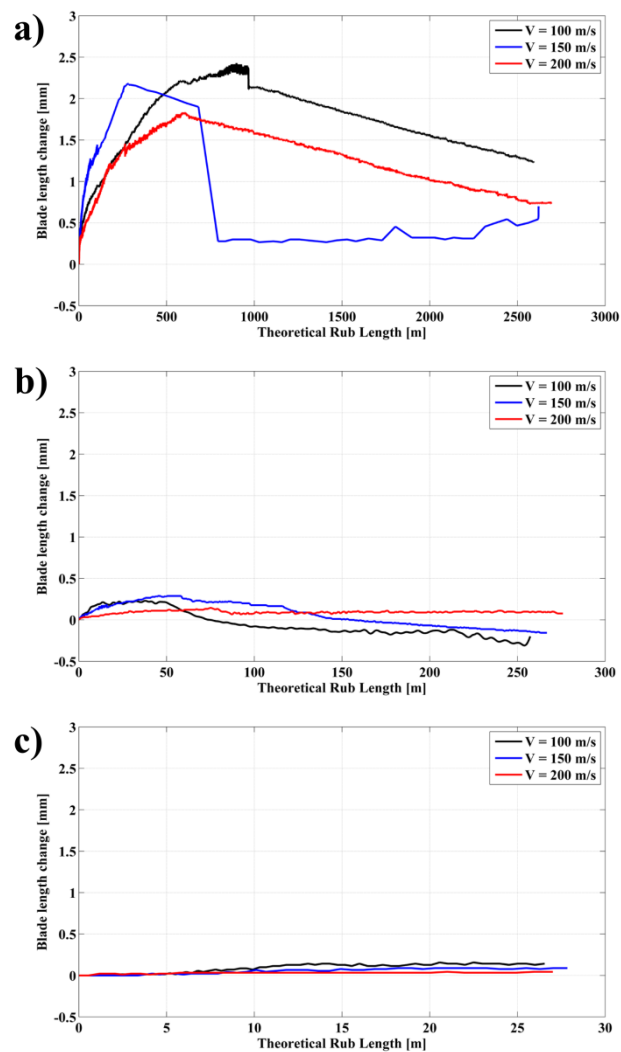 a)
3
2.5
2
1.5
1
0.5
0
-0.5
Blade length change [mm]
V = 100 m/s
V = 150 m/s
V = 200 m/s
0 500 1000 1500 2000 2500 3000
Theoretical Rub Length [m]
b)
3
2.5
2
1.5
1
0.5
0
-0.5
Blade length change [mm]
V = 100 m/s
V = 150 m/s
V = 200 m/s
0 50 100 150 200 250 300
Theoretical Rub Length [m]
c)
3
2.5
2
1.5
1
0.5
0
-0.5
Blade length change [mm]
V = 100 m/s
V = 150 m/s
V = 200 m/s
0 5 10 15 20 25 30
Theoretical Rub Length [m]